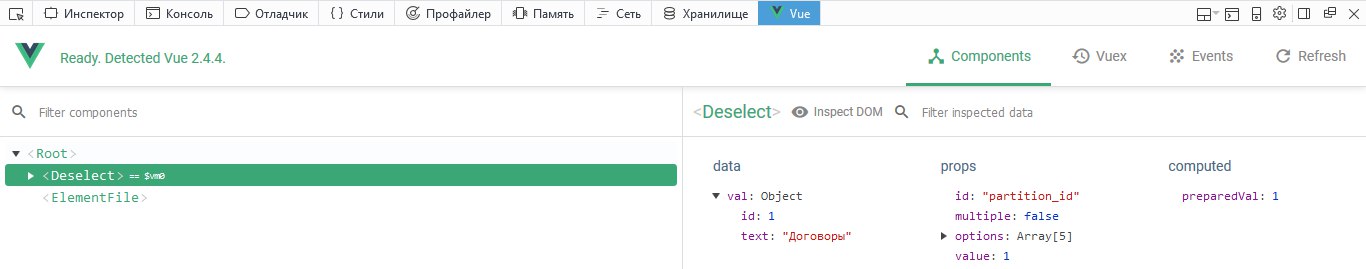 Инспектор Консоль Отладчик { } Стили Профайлер Память Сеть Хранилище Vue
Ready. Detected Vue 2.4.4.
Components Vuex Events Refresh
Filter components
<Deselect> Inspect DOM Filter inspected data
<Root>
<Deselect> == $vm0
<ElementFile>
data
val: Object
id: 1
text: "Договоры"
props
id: "partition_id"
multiple: false
options: Array[5]
value: 1
computed
preparedVal: 1